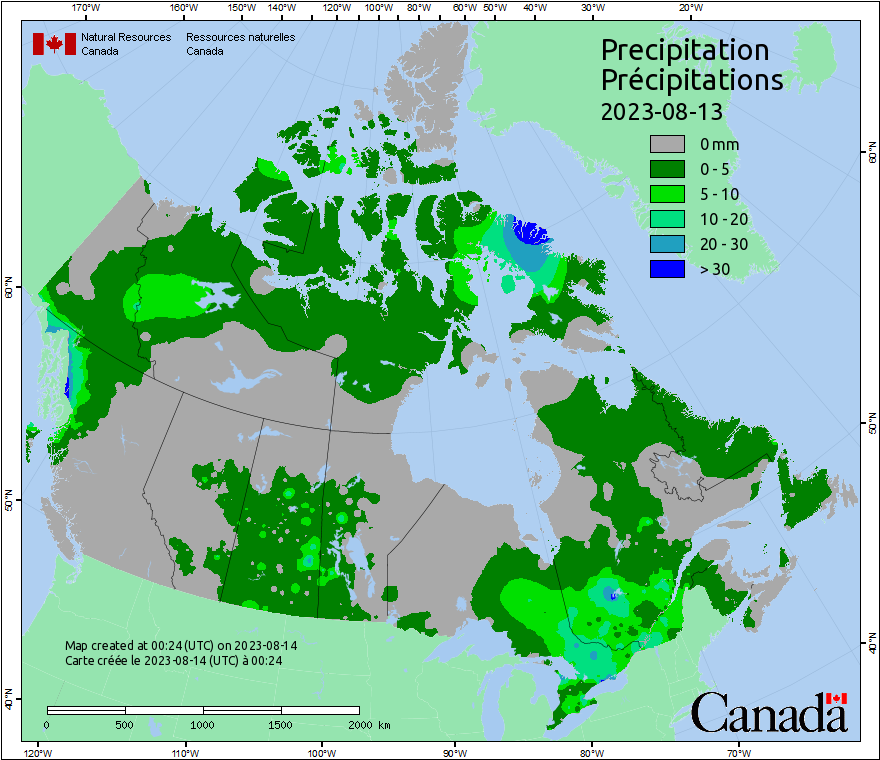 170°W 160°W 150°W 140°W 130°W 120°W 110°W 100°W 90°W 80°W 60°W 50°W 40°W 30°W 20°W
Natural Resources Ressources naturelles
Canada Canada
Precipitation
Précipitations
2023-08-13
0 mm
0 - 5
5 - 10
10 - 20
20 - 30
> 30
60°N
60°N
50°N
50°N
40°N
40°N
Map created at 00:24 (UTC) on 2023-08-14
Carte créée le 2023-08-14 (UTC) à 00:24
0 500 1000 1500 2000 km
Canada
120°W 110°W 100°W 90°W 80°W 70°W